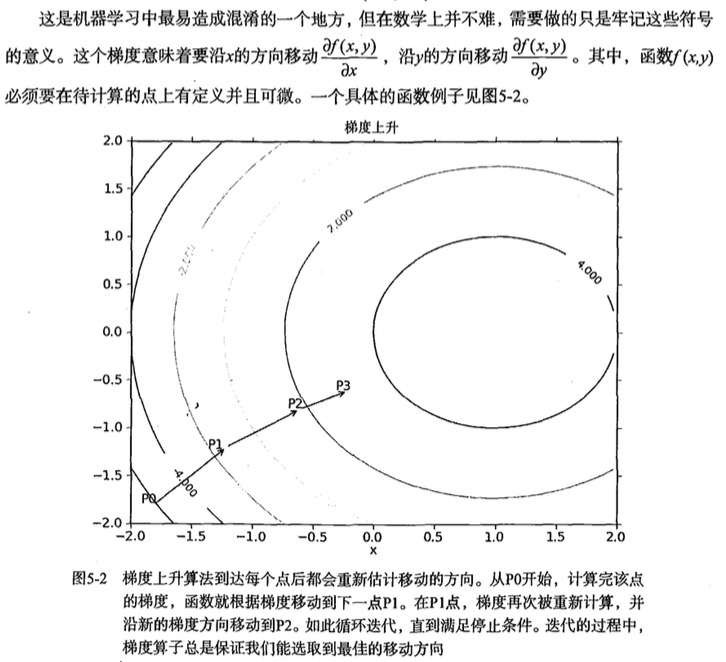 这是机器学习中最易造成混淆的一个地方，但在数学上并不难，需要做的只是牢记这些符号
的意义。这个梯度意味着要沿x的方向移动∂f(x, y)/∂x，沿y的方向移动∂f(x, y)/∂y。其中，函数f (x,y)
必须要在待计算的点上有定义并且可微。一个具体的函数例子见图5-2。
梯度上升
2.0
1.5
1.0
0.5
0.0
−0.5
−1.0
−1.5
−2.0
2.000
4.000
-2.000
-4.000
P3
P2
P1
P0
−2.0 −1.5 −1.0 −0.5 0.0 0.5 1.0 1.5 2.0
x
图5-2 梯度上升算法到达每个点后都会重新估计移动的方向。从P0开始，计算完该点
的梯度，函数就根据梯度移动到下一点P1。在P1点，梯度再次被重新计算，并
沿新的梯度方向移动到P2。如此循环迭代，直到满足停止条件。迭代的过程中，
梯度算子总是保证我们能选取到最佳的移动方向